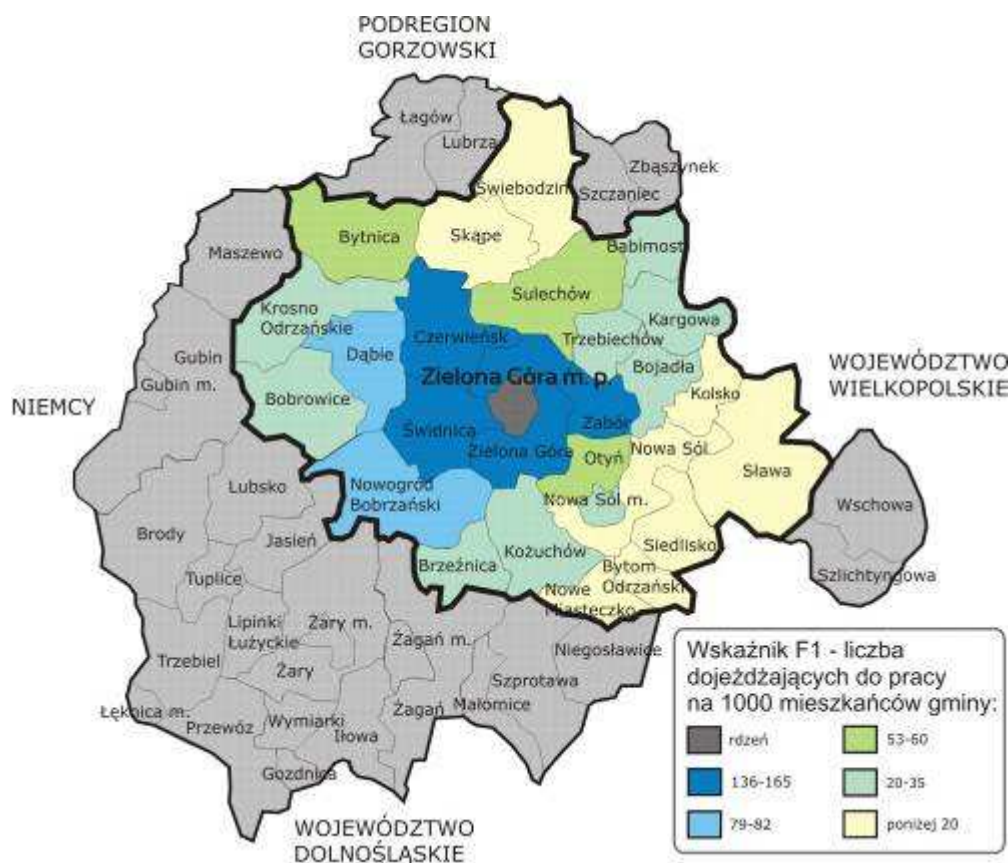 PODREGION
GORZOWSKI
Łagów
Lubrza
Zbąszynek
Szczaniec
Świebodzin
Bytnica
Skąpe
Babimost
Maszewo
Sulechów
Krosno
Odrzańskie
Kargowa
Czerwieńsk
Trzebiechów
Gubin
Dąbie
Bojadła
WOJEWÓDZTWO
WIELKOPOLSKIE
Gubin m.
Zielona Góra m. p.
Kolsko
NIEMCY
Bobrowice
Świdnica
Zabór
Zielona Góra
Otyń
Nowa Sól
Sława
Lubsko
Nowogród
Bobrzański
Nowa Sól m.
Wschowa
Brody
Jasień
Kożuchów
Siedlisko
Brzeźnica
Bytom
Odrzański
Tuplice
Nowe
Miasteczko
Szlichtyngowa
Lipinki
Łużyckie
Żary m.
Żagań m.
Niegosławice
Trzebiel
Żary
Szprotawa
Małomice
Łęknica m.
Przewóz
Wymiarki
Iłowa
Żagań
Gozdnica
WOJEWÓDZTWO
DOLNOŚLĄSKIE
Wskaźnik F1 - liczba
dojeżdżających do pracy
na 1000 mieszkańców gminy:
rdzeń
53-60
136-165
20-35
79-82
poniżej 20